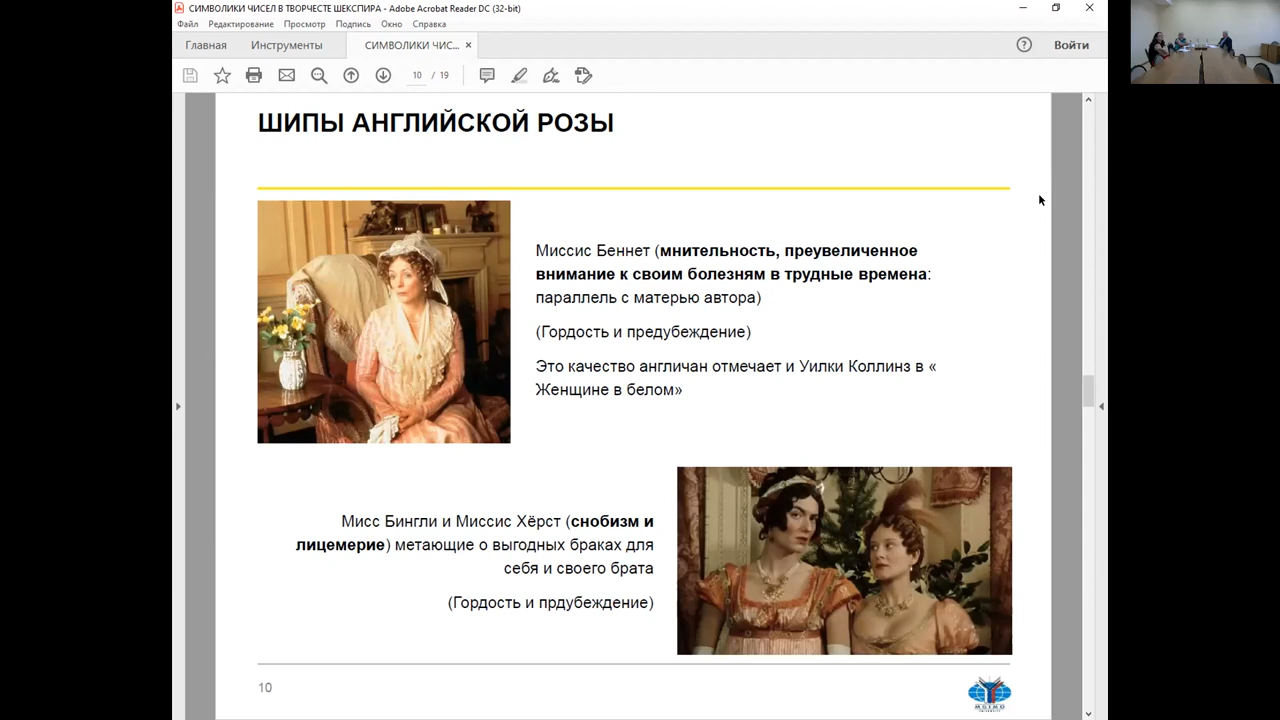 СИМВОЛИКИ ЧИСЕЛ В ТВОРЧЕСТЕ ШЕКСПИРА - Adobe Acrobat Reader DC (32-bit)
Файл Редактирование Просмотр Подпись Окно Справка
Главная Инструменты СИМВОЛИКИ ЧИС... × Войти
10 / 19
ШИПЫ АНГЛИЙСКОЙ РОЗЫ
Миссис Беннет (мнительность, преувеличенное
внимание к своим болезням в трудные времена:
параллель с матерью автора)
(Гордость и предубеждение)
Это качество англичан отмечает и Уилки Коллинз в «
Женщине в белом»
Мисс Бингли и Миссис Хёрст (снобизм и
лицемерие) метающие о выгодных браках для
себя и своего брата
(Гордость и прдубеждение)
10
MGIMO
UNIVERSITY